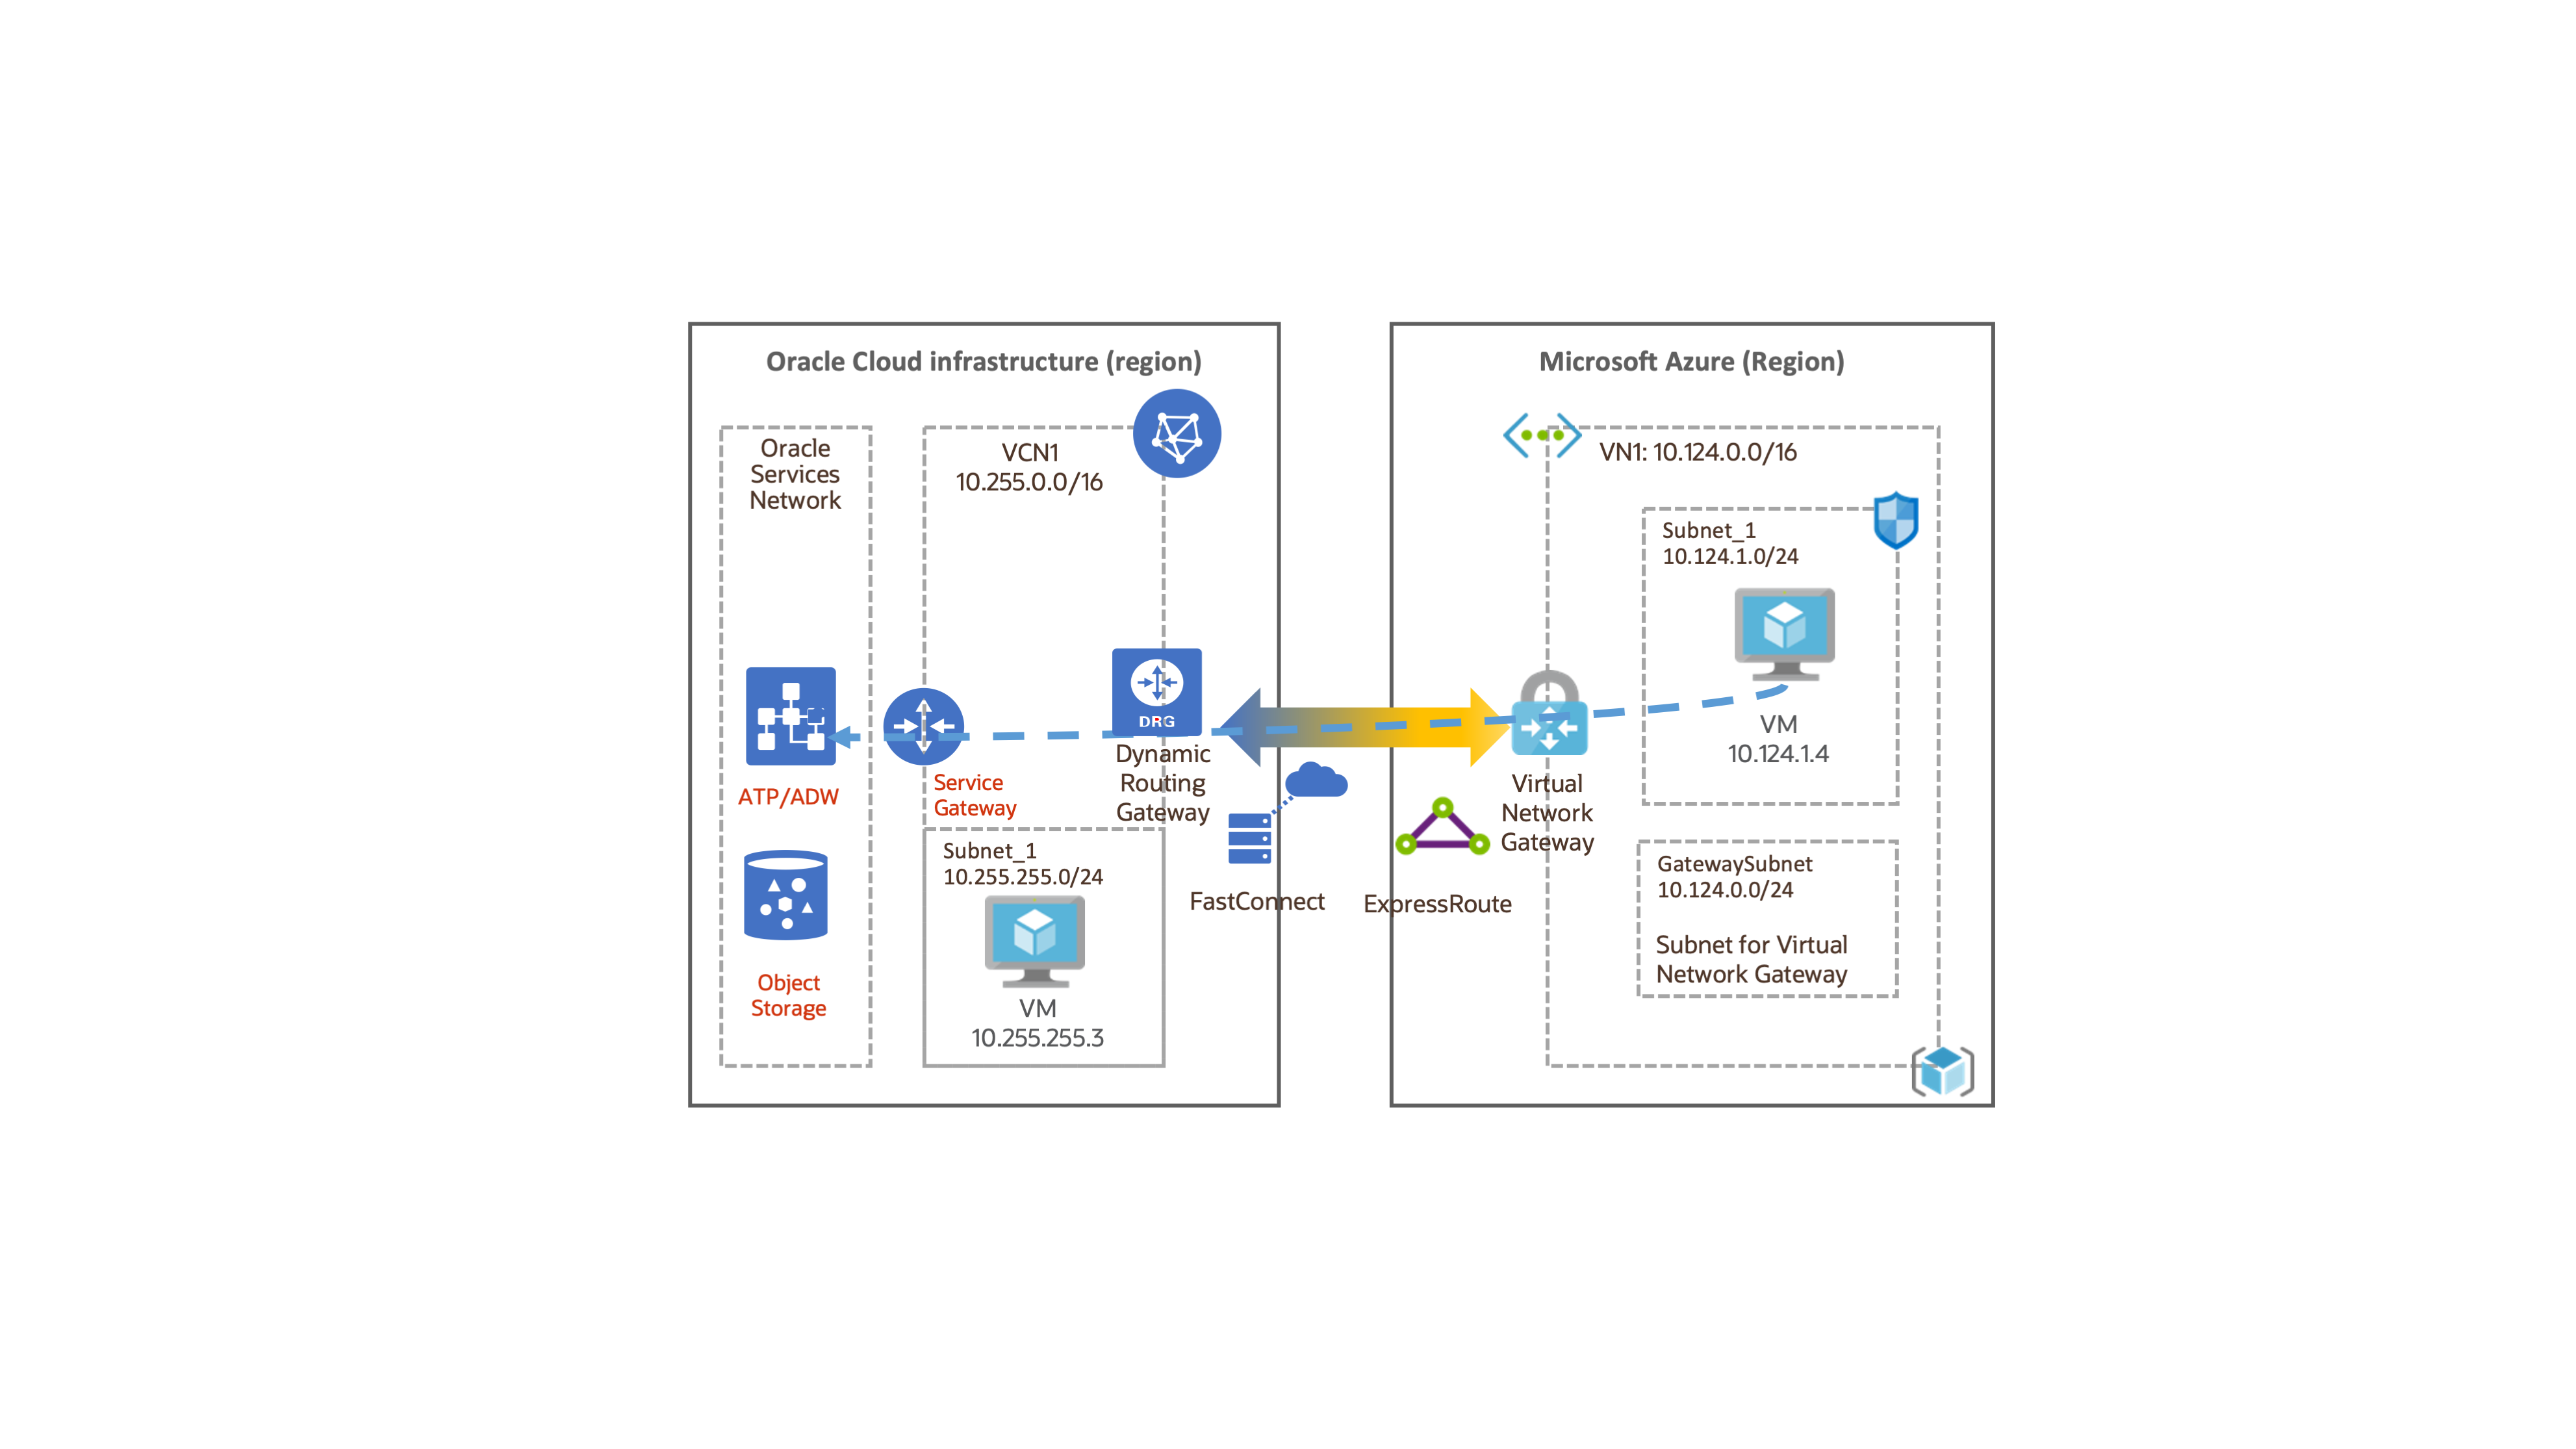 Oracle Cloud infrastructure (region)
Oracle
Services
Network
VCN1
10.255.0.0/16
ATP/ADW
Object
Storage
Service
Gateway
DRG
Dynamic
Routing
Gateway
Subnet_1
10.255.255.0/24
VM
10.255.255.3
FastConnect
ExpressRoute
Microsoft Azure (Region)
VN1: 10.124.0.0/16
Subnet_1
10.124.1.0/24
VM
10.124.1.4
Virtual
Network
Gateway
GatewaySubnet
10.124.0.0/24
Subnet for Virtual
Network Gateway